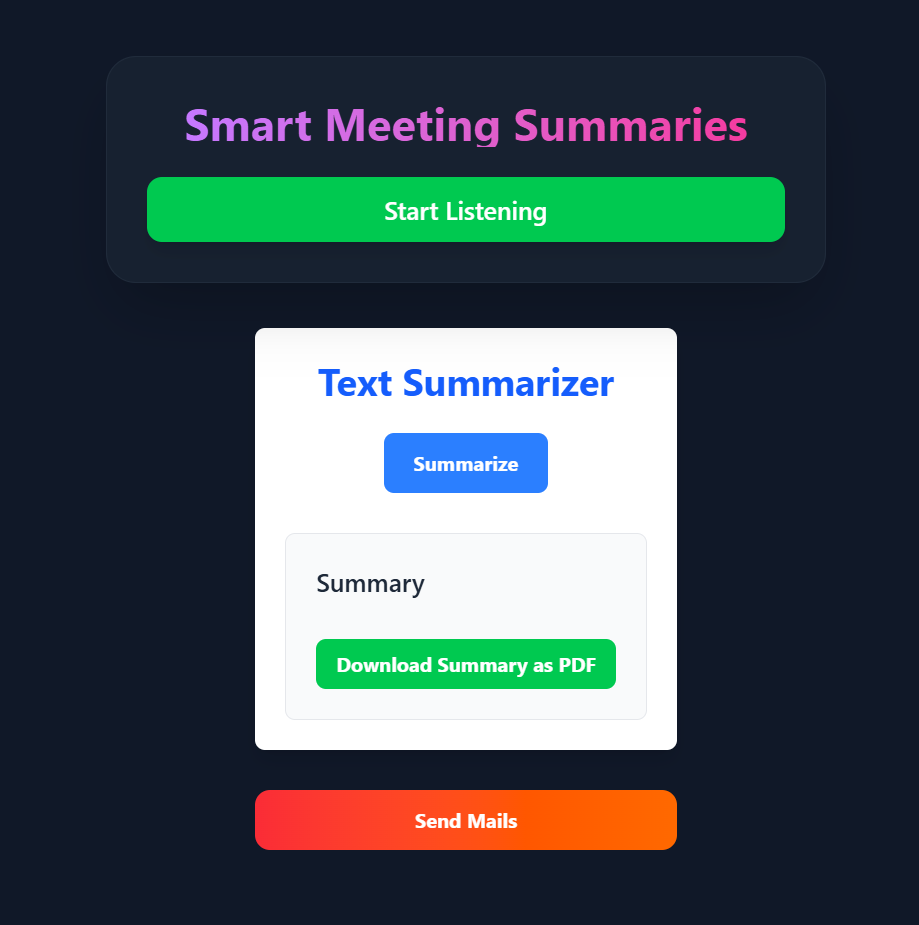 Smart Meeting Summaries
Start Listening
Text Summarizer
Summarize
Summary
Download Summary as PDF
Send Mails